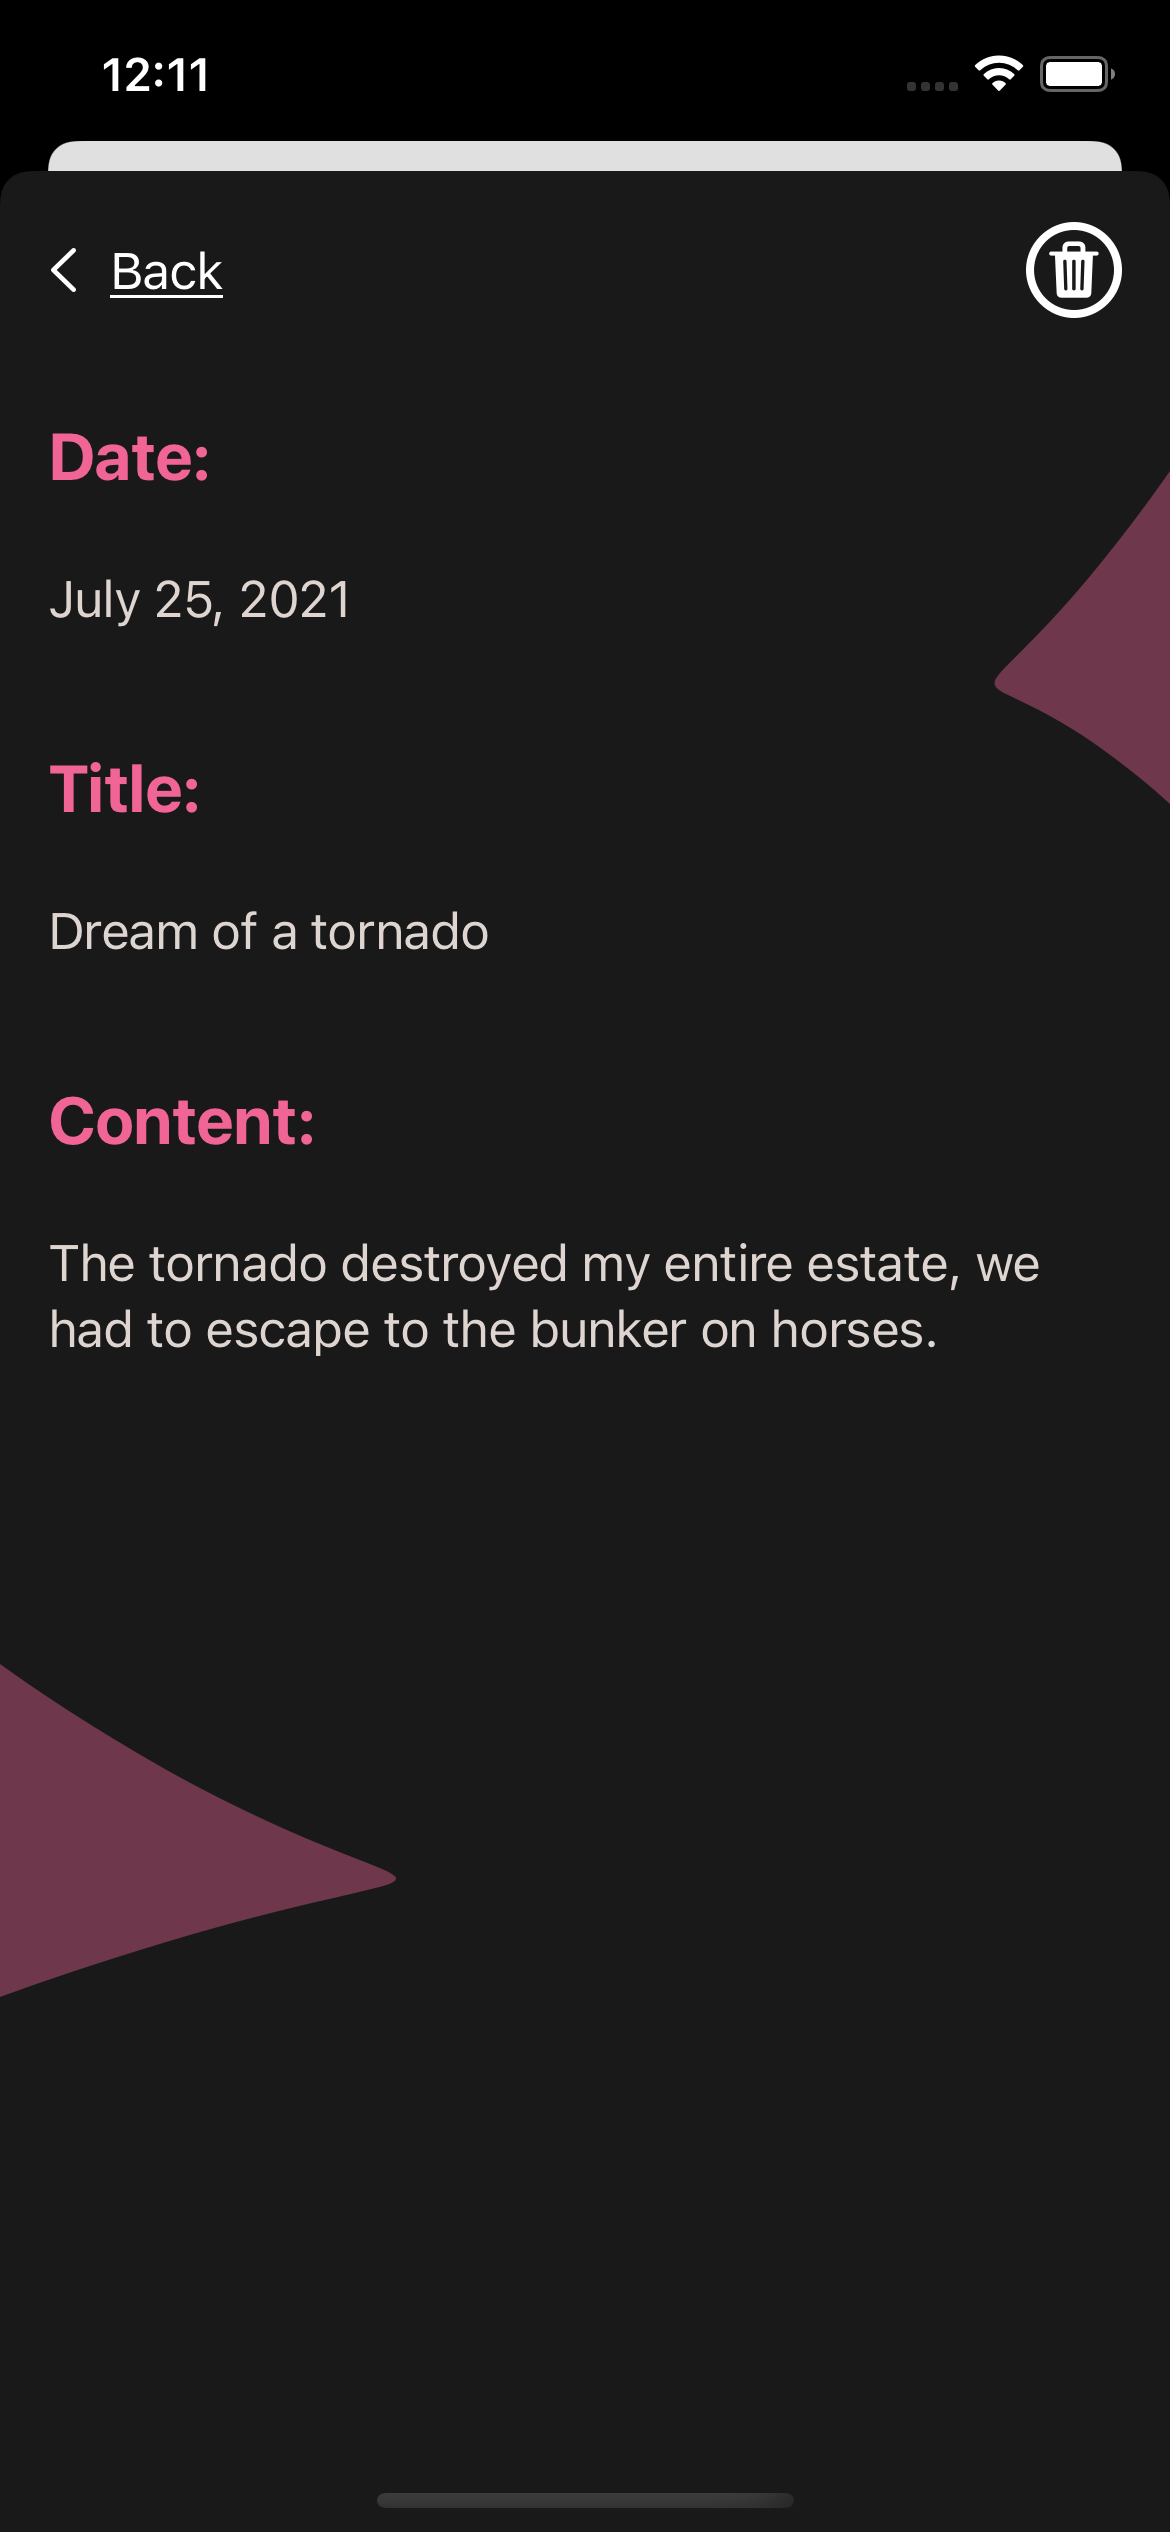 12:11
Back
Date:
July 25, 2021
Title:
Dream of a tornado
Content:
The tornado destroyed my entire estate, we
had to escape to the bunker on horses.